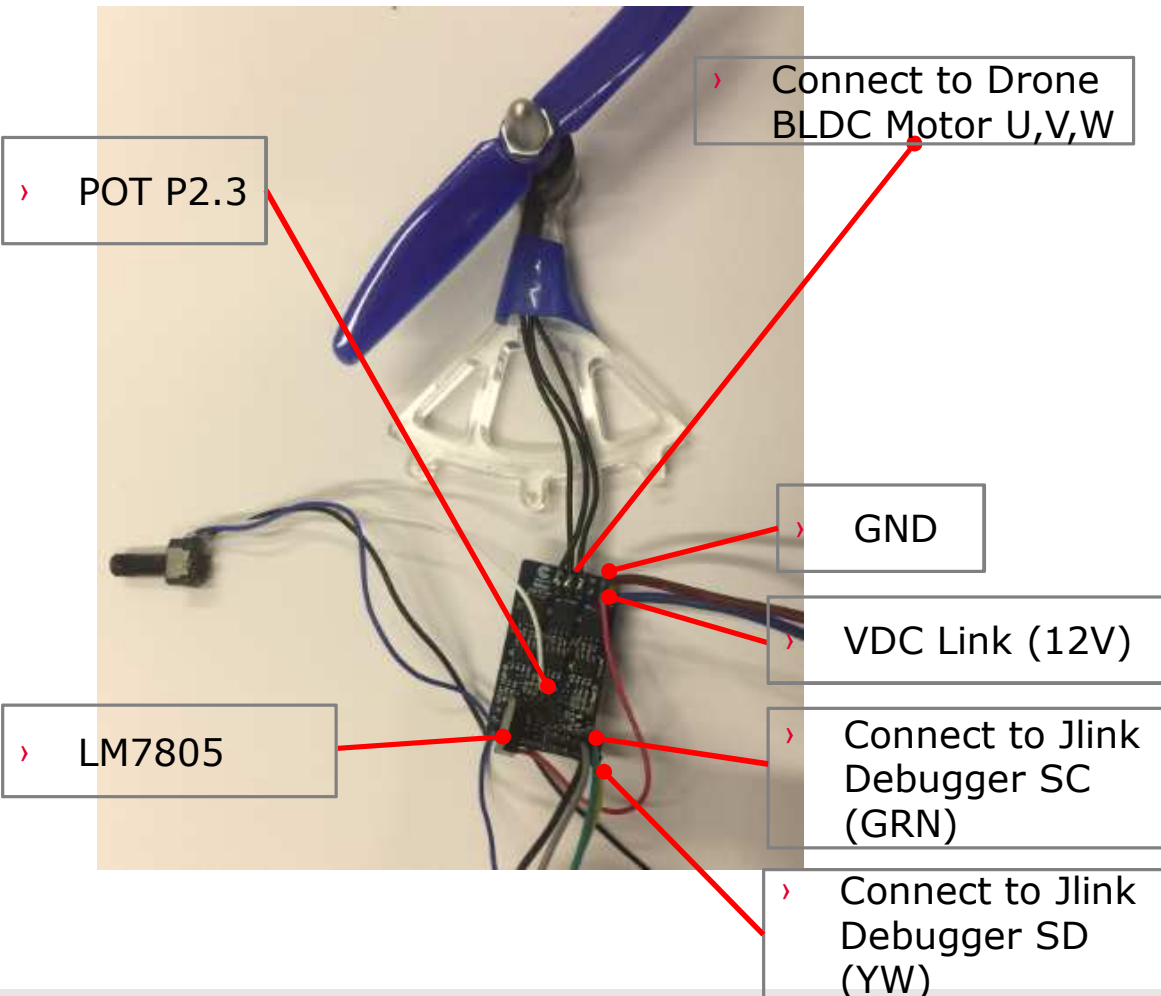 Connect to Drone
BLDC Motor U,V,W
POT P2.3
GND
VDC Link (12V)
LM7805
Connect to Jlink
Debugger SC
(GRN)
Connect to Jlink
Debugger SD
(YW)